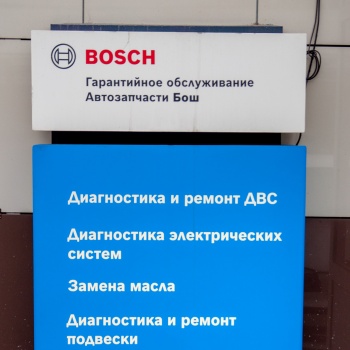 BOSCH
Гарантийное обслуживание
Автозапчасти Бош
Диагностика и ремонт ДВС
Диагностика электрических
систем
Замена масла
Диагностика и ремонт
подвески